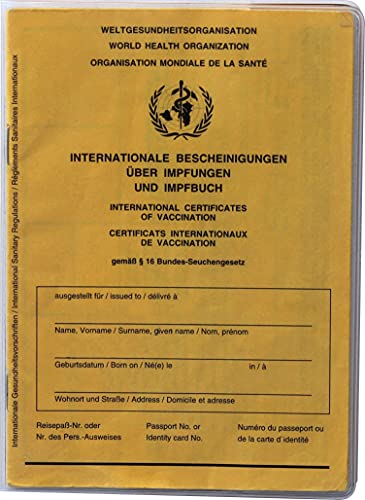 WELTGESUNDHEITSORGANISATION
WORLD HEALTH ORGANIZATION
ORGANISATION MONDIALE DE LA SANTÉ
INTERNATIONALE BESCHEINIGUNGEN
ÜBER IMPFUNGEN
UND IMPFBUCH
INTERNATIONAL CERTIFICATES
OF VACCINATION
CERTIFICATS INTERNATIONAUX
DE VACCINATION
gemäß § 16 Bundes-Seuchengesetz
ausgestellt für / issued to / délivré à
Name, Vorname / Surname, given name / Nom, prénom
Geburtsdatum / Born on / Né(e) le in / à
Wohnort und Straße / Address / Domicile et adresse
Reisepaß-Nr. oder Passport No. or Numéro du passeport ou
Nr. des Pers.-Ausweises Identity card No. de la carte d'identité
Internationale Gesundheitsvorschriften / International Sanitary Regulations / Règlements Sanitaires Internationaux